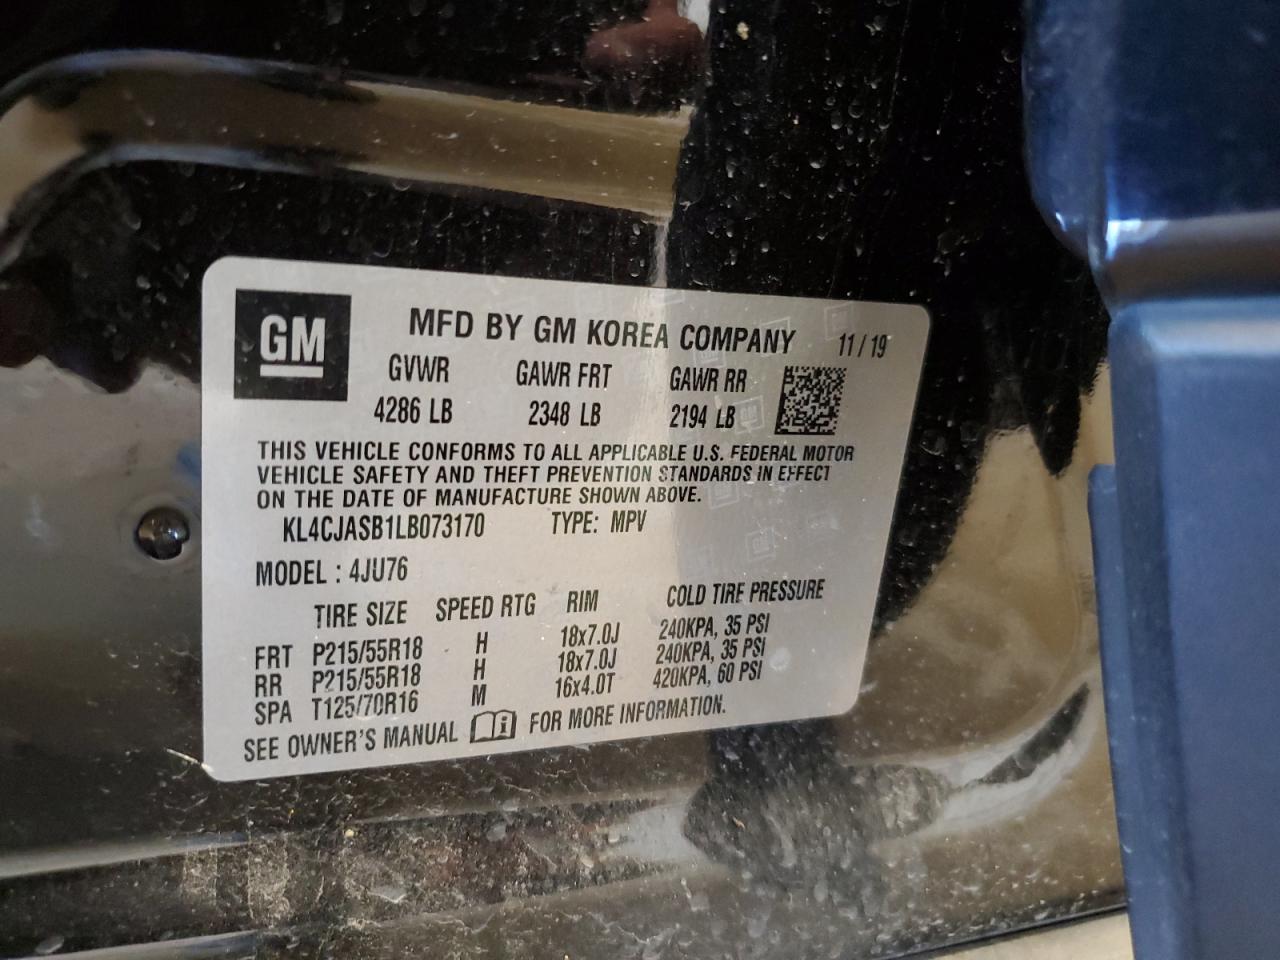 GM
MFD BY GM KOREA COMPANY 11/19
GVWR GAWR FRT GAWR RR
4286 LB 2348 LB 2194 LB
THIS VEHICLE CONFORMS TO ALL APPLICABLE U.S. FEDERAL MOTOR
VEHICLE SAFETY AND THEFT PREVENTION STANDARDS IN EFFECT
ON THE DATE OF MANUFACTURE SHOWN ABOVE.
KL4CJASB1LB073170 TYPE: MPV
MODEL : 4JU76
TIRE SIZE SPEED RTG RIM COLD TIRE PRESSURE
FRT P215/55R18 H 18x7.0J 240KPA, 35 PSI
RR P215/55R18 H 18x7.0J 240KPA, 35 PSI
SPA T125/70R16 M 16x4.0T 420KPA, 60 PSI
SEE OWNER'S MANUAL i FOR MORE INFORMATION.